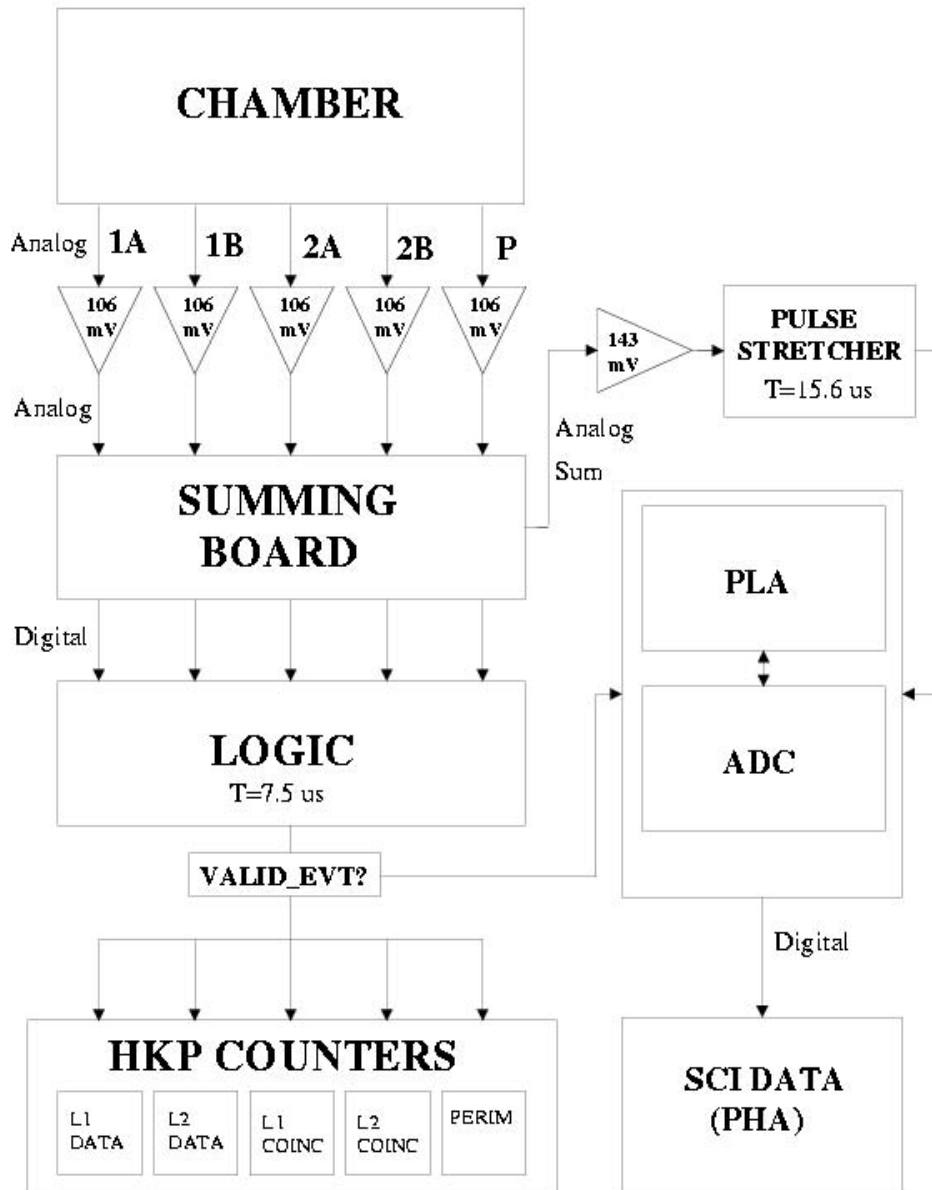 CHAMBER
Analog 1A 1B 2A 2B P
106 106 106 106 106
mV mV mV mV mV
143
mV
PULSE
STRETCHER
T=15.6 us
Analog
Analog
Sum
SUMMING
BOARD
PLA
Digital
LOGIC
T=7.5 us
ADC
VALID_EVT?
Digital
HKP COUNTERS
L1
DATA
L2
DATA
L1
COINC
L2
COINC
PERIM
SCI DATA
(PHA)